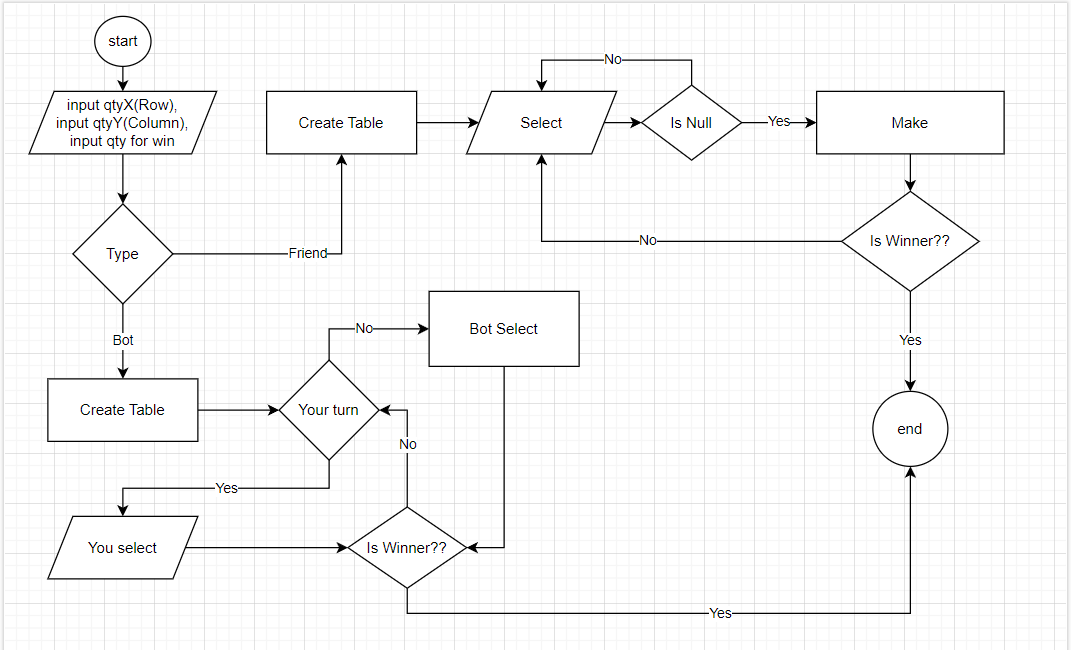 start
input qtyX(Row),
input qtyY(Column),
input qty for win
Create Table
Select
No
Is Null
Yes
Make
Type
Friend
No
Is Winner??
Bot
No
Bot Select
Yes
Create Table
Your turn
No
end
Yes
You select
Is Winner??
Yes